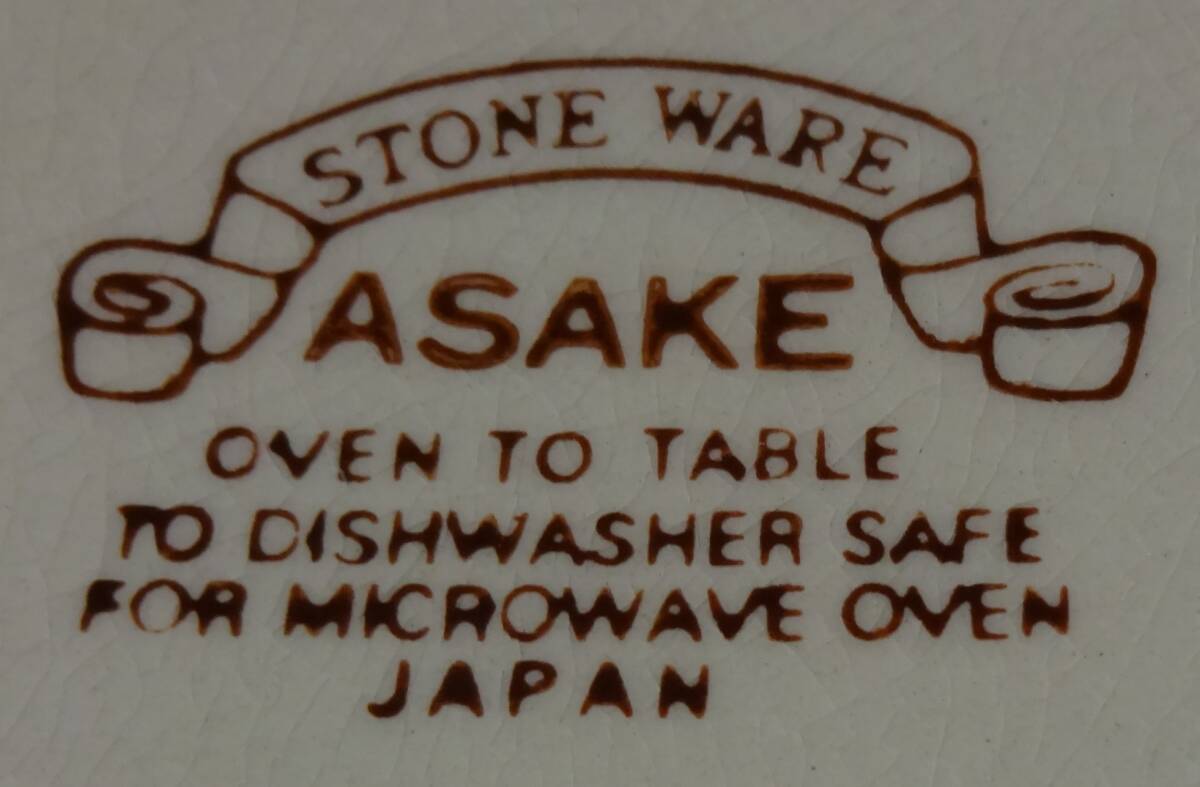 STONE WARE
ASAKE
OVEN TO TABLE
TO DISHWASHER SAFE
FOR MICROWAVE OVEN
JAPAN